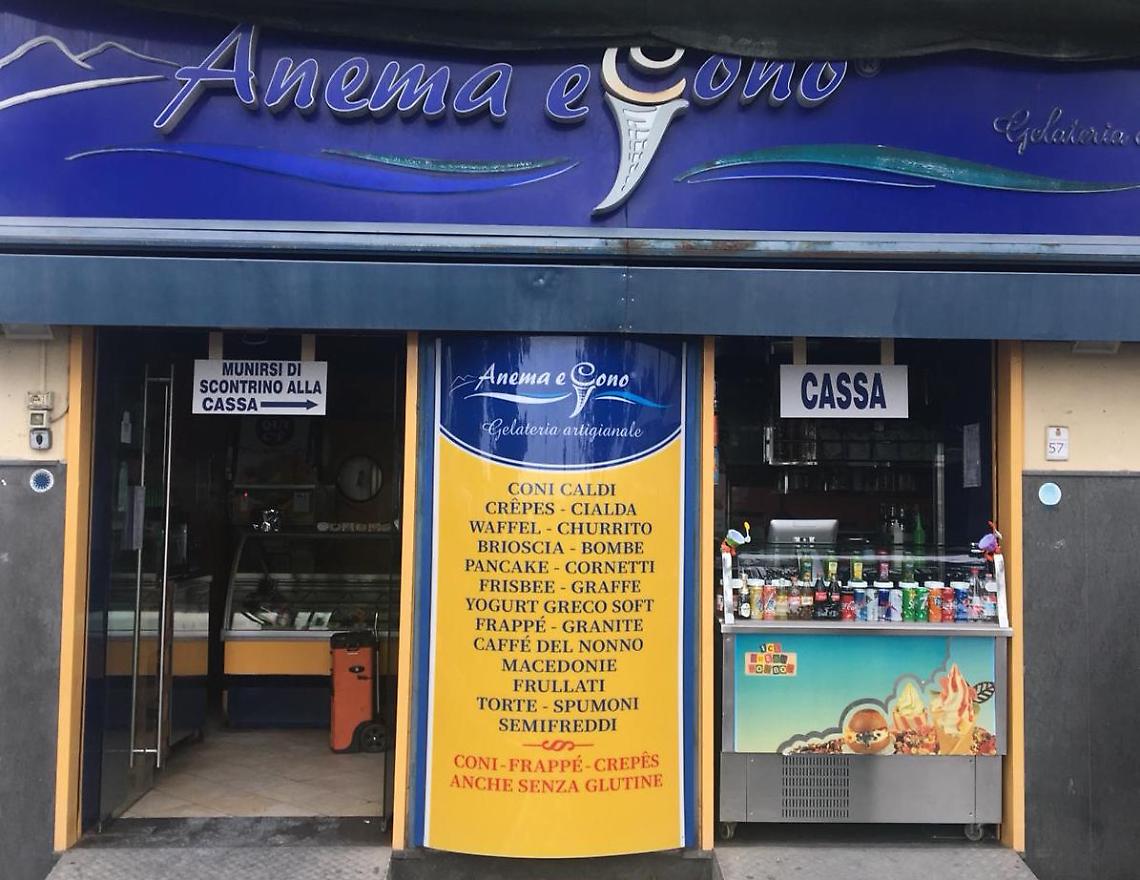 Anema e Cono ®
Gelateria
MUNIRSI DI
SCONTRINO ALLA
CASSA
CASSA
57
Anema e Cono
Gelateria artigianale
CONI CALDI
CRÊPES - CIALDA
WAFFEL - CHURRITO
BRIOSCIA - BOMBE
PANCAKE - CORNETTI
FRISBEE - GRAFFE
YOGURT GRECO SOFT
FRAPPÉ - GRANITE
CAFFÉ DEL NONNO
MACEDONIE
FRULLATI
TORTE - SPUMONI
SEMIFREDDI
CONI-FRAPPÉ-CREPÊS
ANCHE SENZA GLUTINE